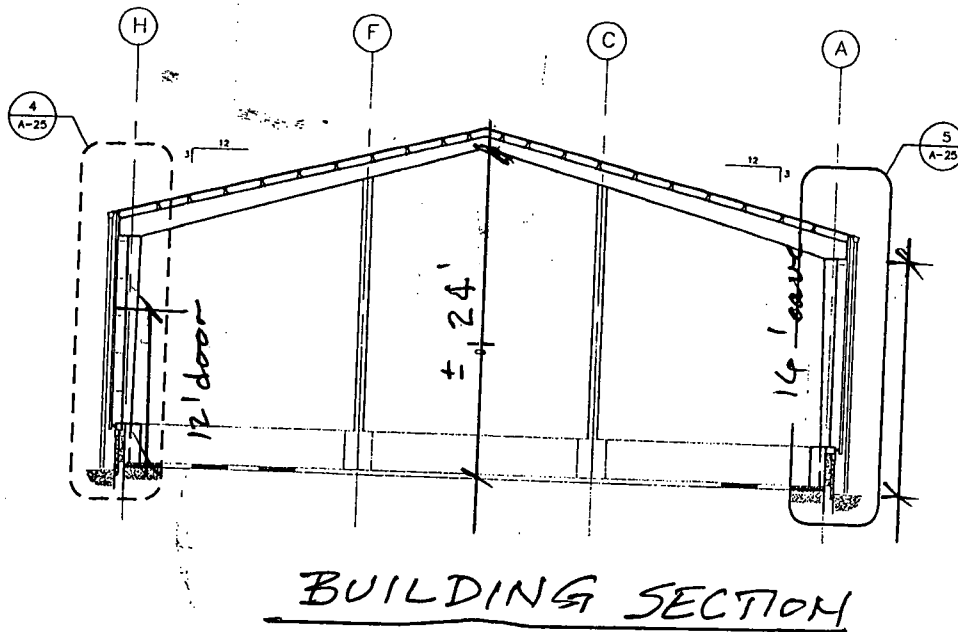 H
F
C
A
4
A-25
5
A-25
12
3
12
3
12' door
± 24'
14' eave
BUILDING SECTION